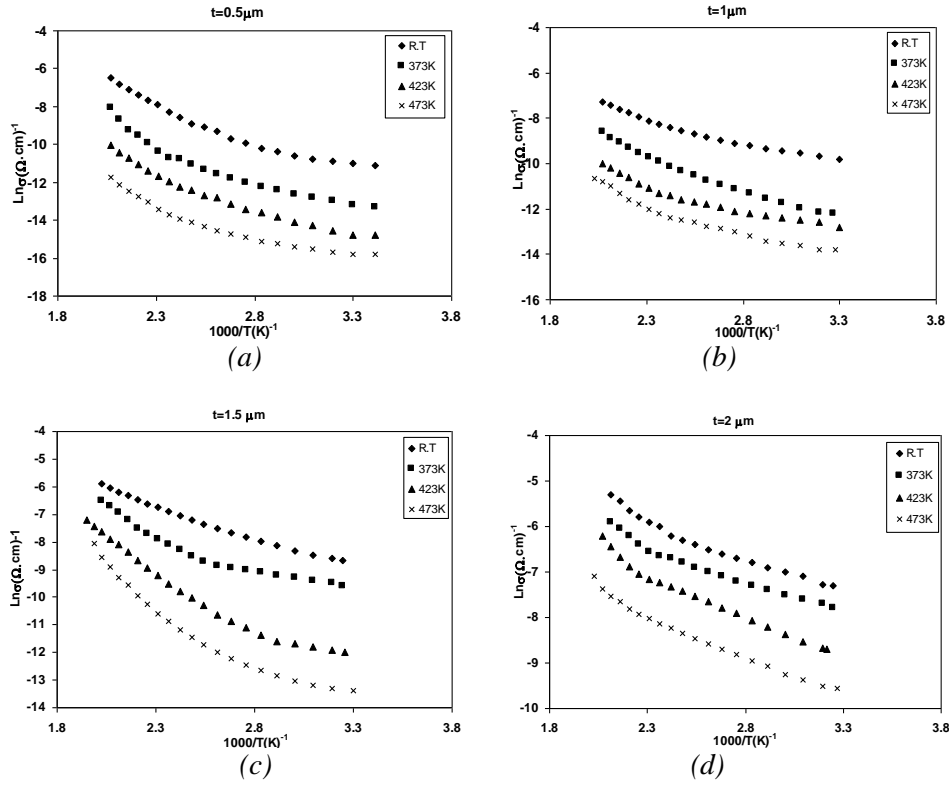 t=0.5μm
-4
-6
-8
-10
-12
-14
-16
-18
Lnσ(Ω·cm)-1
1.8 2.3 2.8 3.3 3.8
1000/T(K)-1
R.T
373K
423K
473K
(a)
t=1μm
-4
-6
-8
-10
-12
-14
-16
Lnσ(Ω.cm)-1
1.8 2.3 2.8 3.3 3.8
1000/T(K)-1
R.T
373K
423K
473K
(b)
t=1.5 μm
-4
-5
-6
-7
-8
-9
-10
-11
-12
-13
-14
Lnσ(Ω.cm)-1
1.8 2.3 2.8 3.3 3.8
1000/T(K)-1
R.T
373K
423K
473K
(c)
t=2 μm
-4
-5
-6
-7
-8
-9
-10
Lnσ(Ω.cm)-1
1.8 2.3 2.8 3.3 3.8
1000/T(K)-1
R.T
373K
423K
473K
(d)